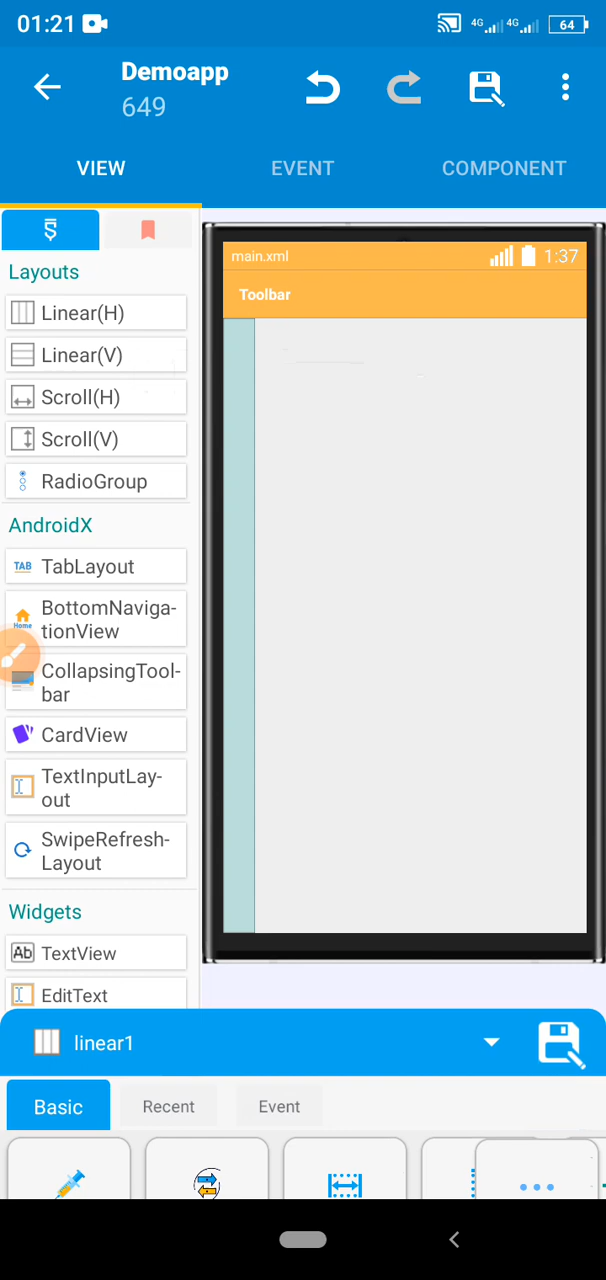 01:21
4G
4G
64
Demoapp
649
VIEW
EVENT
COMPONENT
Layouts
Linear(H)
Linear(V)
Scroll(H)
Scroll(V)
RadioGroup
AndroidX
TAB TabLayout
BottomNaviga-
Home tionView
CollapsingTool-
bar
CardView
TextInputLay-
out
SwipeRefresh-
Layout
Widgets
Ab TextView
EditText
main.xml
1:37
Toolbar
linear1
Basic
Recent
Event